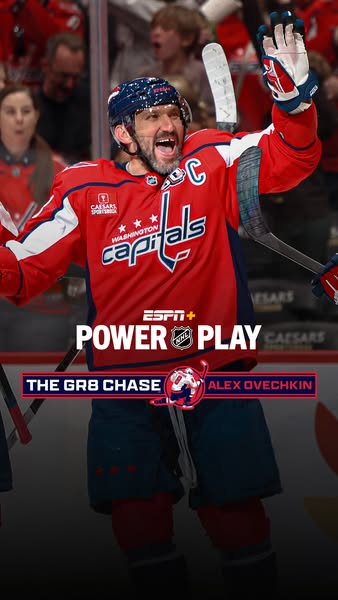 C
CAESARS
SPORTSBOOK
WASHINGTON
capitals
CAESARS
ESPN+
POWER NHL PLAY
THE GR8 CHASE ALEX OVECHKIN